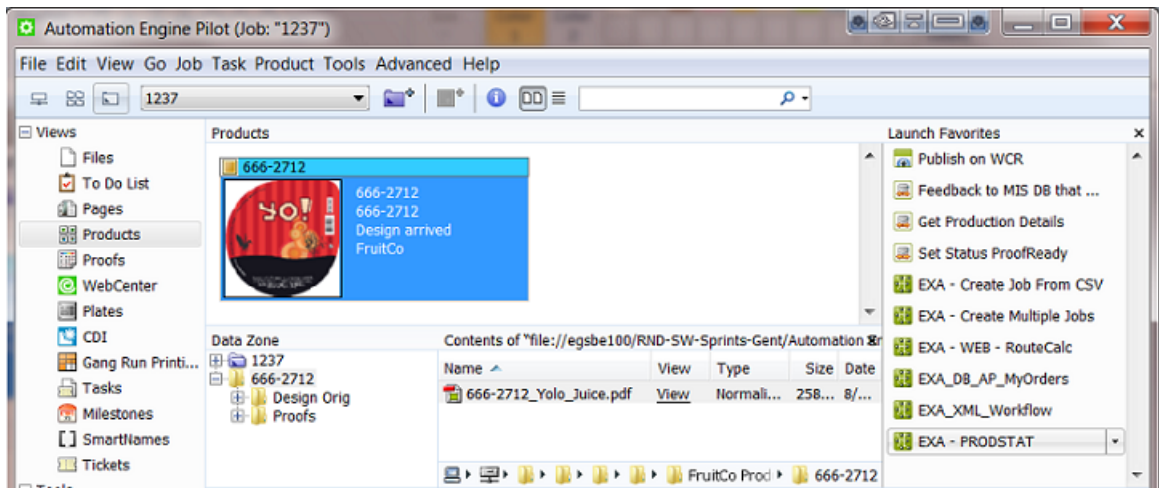 Automation Engine Pilot (Job: "1237")
File Edit View Go Job Task Product Tools Advanced Help
1237
Views
Files
To Do List
Pages
Products
Proofs
WebCenter
Plates
CDI
Gang Run Printi...
Tasks
Milestones
SmartNames
Tickets
Tools
Products
666-2712
YO!
666-2712
666-2712
Design arrived
FruitCo
Data Zone
1237
666-2712
Design Orig
Proofs
Contents of "file://egsbe100/RND-SW-Sprints-Gent/Automation
Name View Type Size Date
666-2712_Yolo_Juice.pdf View Normali... 258... 8/...
FruitCo Prod 666-2712
Launch Favorites
Publish on WCR
Feedback to MIS DB that ...
Get Production Details
Set Status ProofReady
EXA - Create Job From CSV
EXA - Create Multiple Jobs
EXA - WEB - RouteCalc
EXA_DB_AP_MyOrders
EXA_XML_Workflow
EXA - PRODSTAT